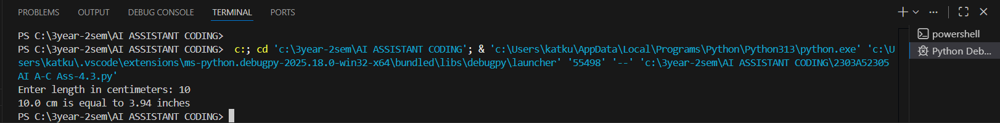 PROBLEMS OUTPUT DEBUG CONSOLE TERMINAL PORTS
PS C:\3year-2sem\AI ASSISTANT CODING>
PS C:\3year-2sem\AI ASSISTANT CODING>  c:; cd 'c:\3year-2sem\AI ASSISTANT CODING'; & 'c:\Users\katku\AppData\Local\Programs\Python\Python313\python.exe' 'c:\U
sers\katku\.vscode\extensions\ms-python.debugpy-2025.18.0-win32-x64\bundled\libs\debugpy\launcher' '55498' '--' 'c:\3year-2sem\AI ASSISTANT CODING\2303A52305
AI A-C Ass-4.3.py'
Enter length in centimeters: 10
10.0 cm is equal to 3.94 inches
PS C:\3year-2sem\AI ASSISTANT CODING>
powershell
Python Deb...